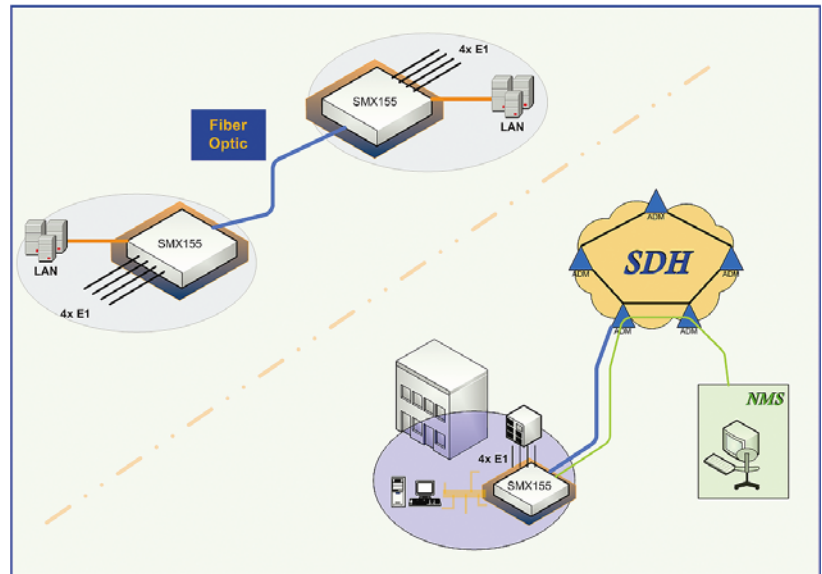 4x E1
SMX155
LAN
Fiber
Optic
SMX155
LAN
4x E1
ADM
SDH
ADM
ADM
ADM
ADM
NMS
4x E1
SMX155